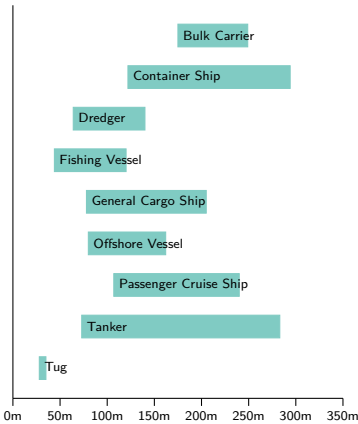 Bulk Carrier
Container Ship
Dredger
Fishing Vessel
General Cargo Ship
Offshore Vessel
Passenger Cruise Ship
Tanker
Tug
0m 50m 100m 150m 200m 250m 300m 350m